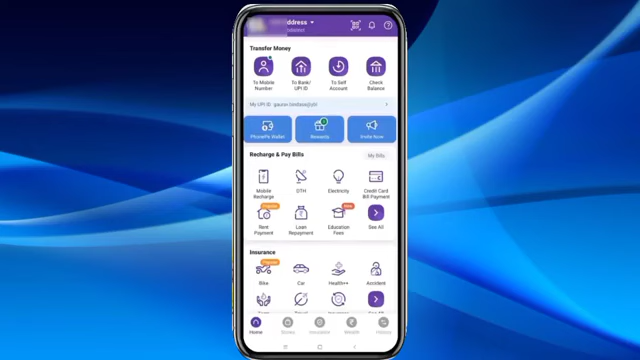 ddress
Transfer Money
To Mobile Number
To Bank/ UPI ID
To Self Account
Check Balance
My UPI ID:
PhonePe Wallet
Rewards
Invite Now
Recharge & Pay Bills
My Bills
Mobile Recharge
DTH
Electricity
Credit Card Bill Payment
Popular
New
Rent Payment
Loan Repayment
Education Fees
See All
Insurance
Popular
Bike
Car
Health++
Accident
Home
Stores
Insurance
Wealth
History